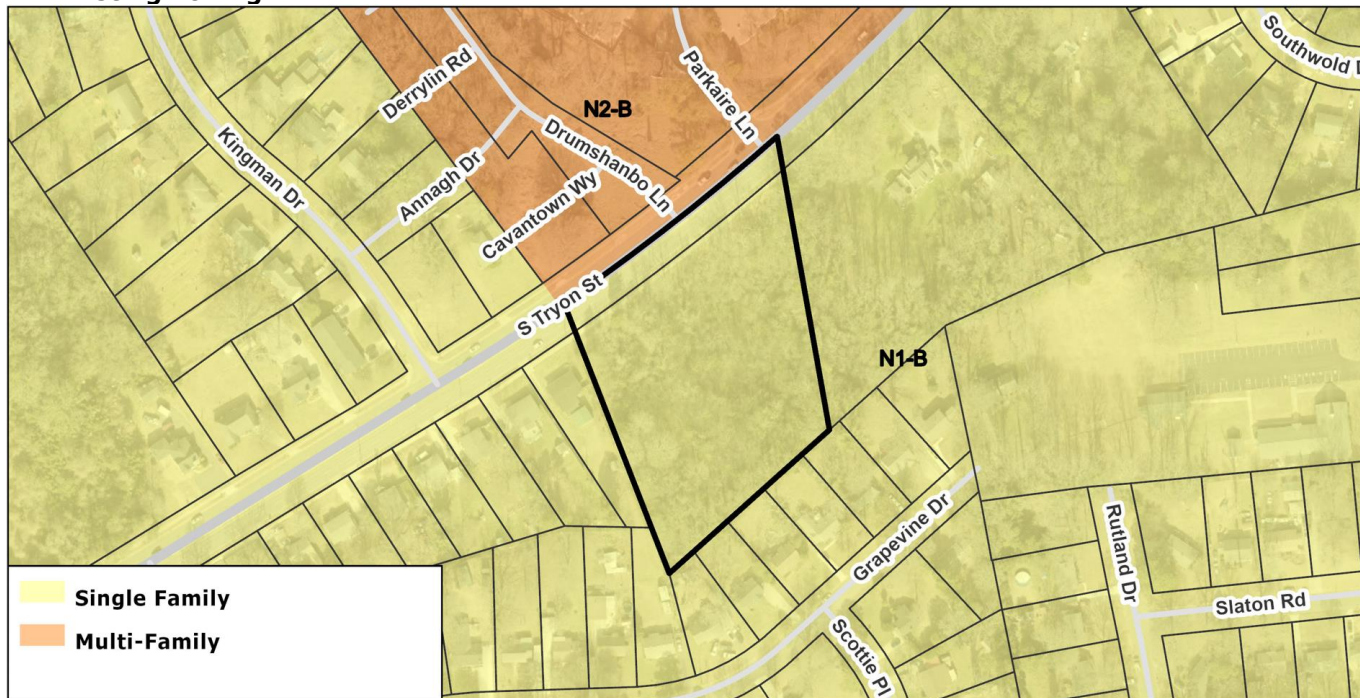 Southwold D
Parkaire Ln
Derrylin Rd
N2-B
Drumshanbo Ln
Kingman Dr
Annagh Dr
Cavantown Wy
S Tryon St
N1-B
Grapevine Dr
Rutland Dr
Slaton Rd
Scottie Pl
Single Family
Multi-Family